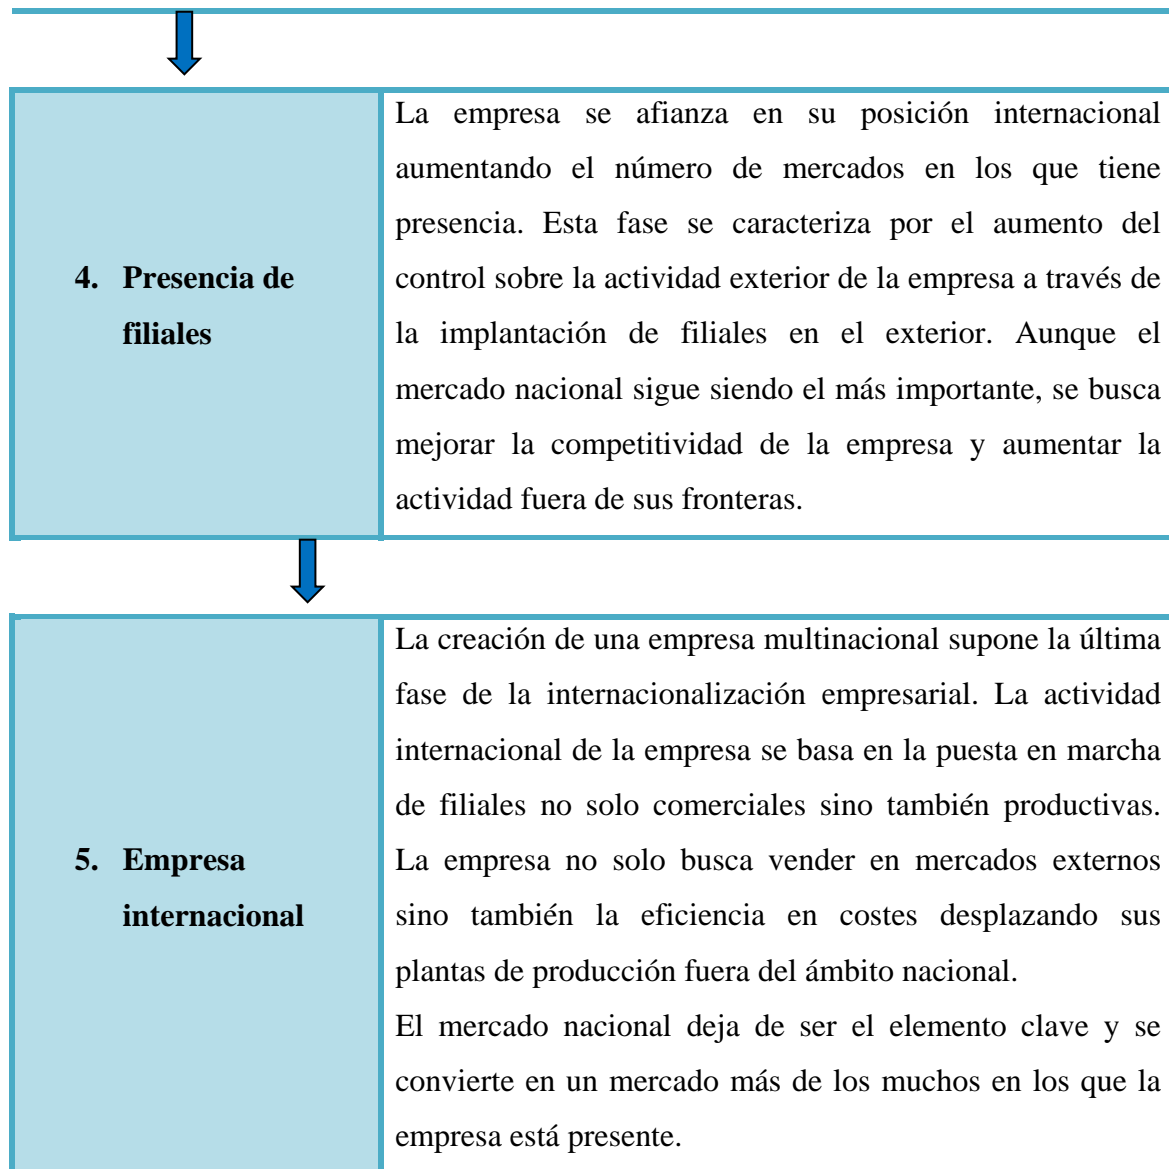 4. Presencia de
filiales
La empresa se afianza en su posición internacional
aumentando el número de mercados en los que tiene
presencia. Esta fase se caracteriza por el aumento del
control sobre la actividad exterior de la empresa a través de
la implantación de filiales en el exterior. Aunque el
mercado nacional sigue siendo el más importante, se busca
mejorar la competitividad de la empresa y aumentar la
actividad fuera de sus fronteras.
5. Empresa
internacional
La creación de una empresa multinacional supone la última
fase de la internacionalización empresarial. La actividad
internacional de la empresa se basa en la puesta en marcha
de filiales no solo comerciales sino también productivas.
La empresa no solo busca vender en mercados externos
sino también la eficiencia en costes desplazando sus
plantas de producción fuera del ámbito nacional.
El mercado nacional deja de ser el elemento clave y se
convierte en un mercado más de los muchos en los que la
empresa está presente.